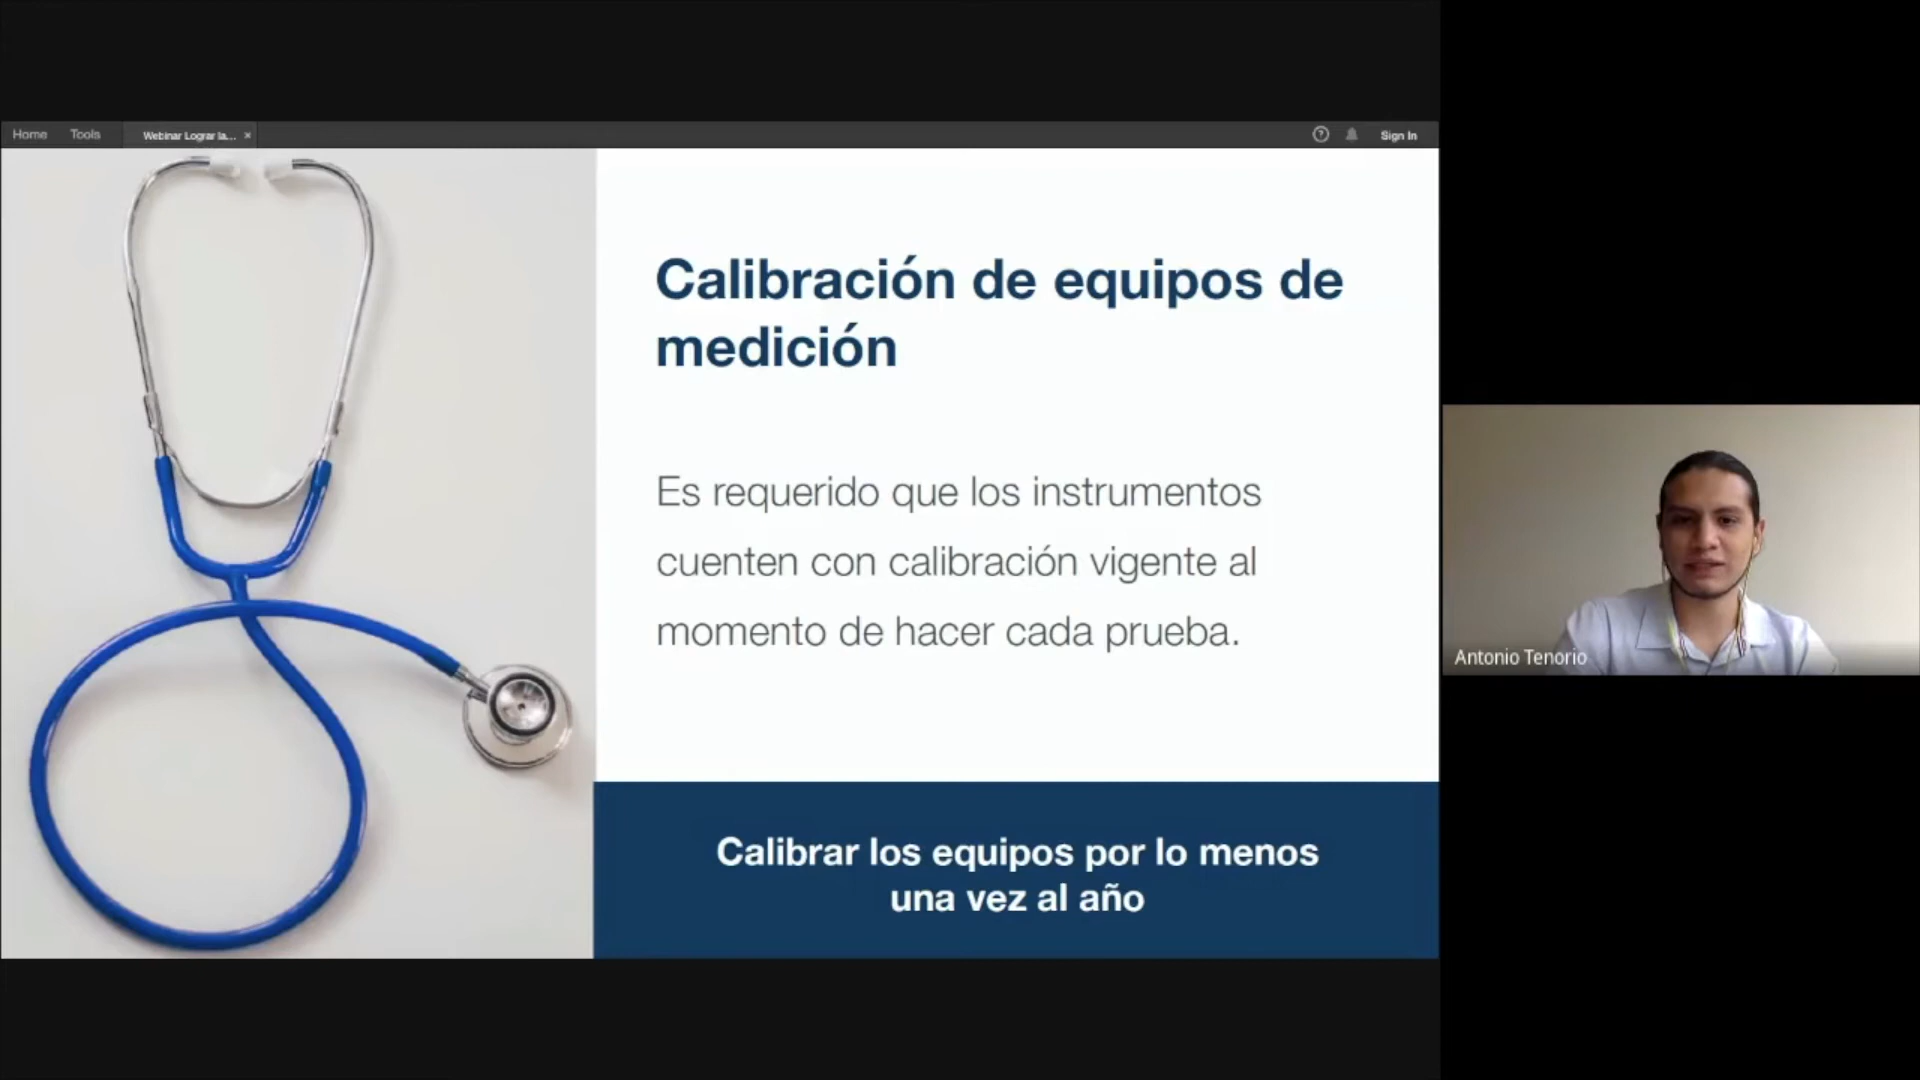 Home Tools Webinar Lograr la... × ? Sign In
Calibración de equipos de
medición
Es requerido que los instrumentos
cuenten con calibración vigente al
momento de hacer cada prueba.
Calibrar los equipos por lo menos
una vez al año
Antonio Tenorio